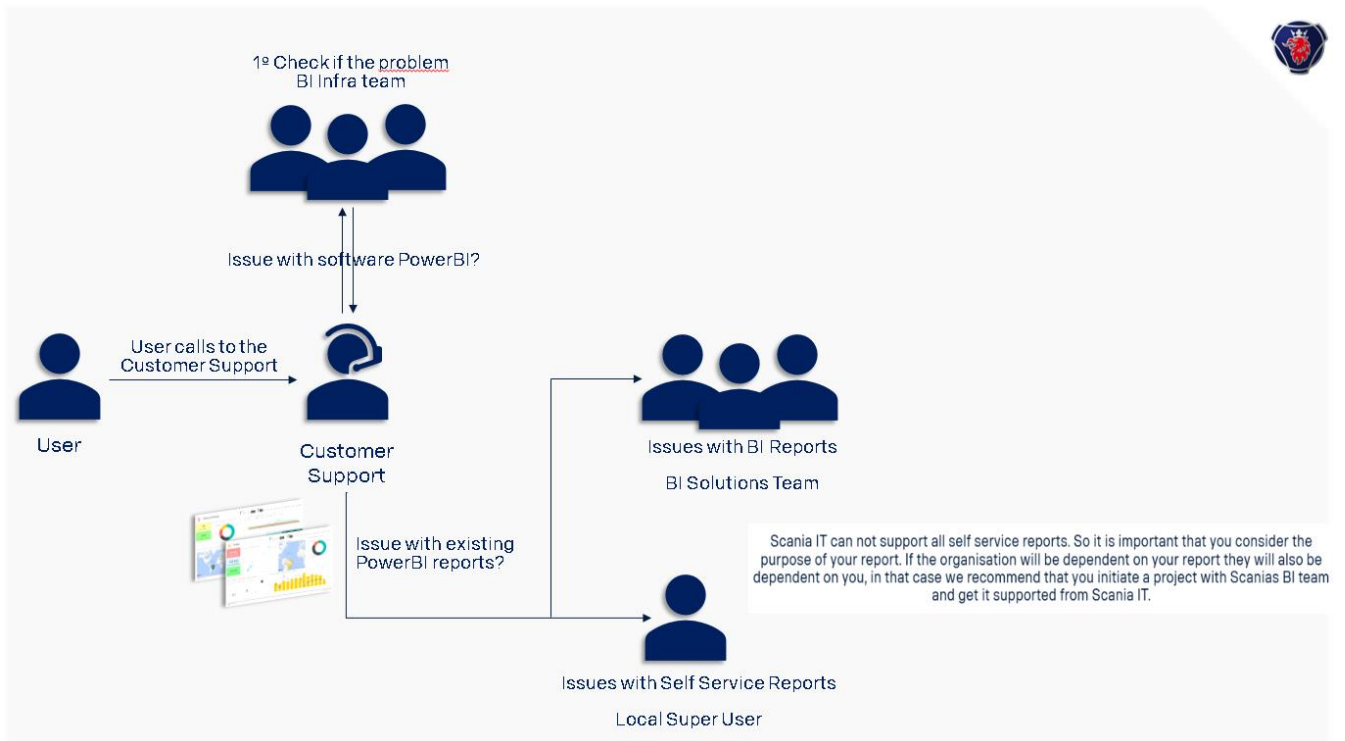 1º Check if the problem
BI Infra team
Issue with software PowerBI?
User calls to the
Customer Support
User
Customer
Support
Issue with existing
PowerBI reports?
Issues with BI Reports
BI Solutions Team
Scania IT can not support all self service reports. So it is important that you consider the
purpose of your report. If the organisation will be dependent on your report they will also be
dependent on you, in that case we recommend that you initiate a project with Scanias BI team
and get it supported from Scania IT.
Issues with Self Service Reports
Local Super User